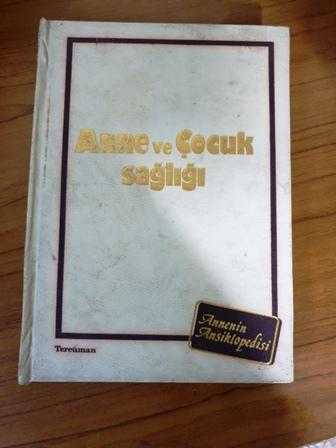 Anne ve Çocuk
sağlığı
Annenin
Ansiklopedisi
Tercüman